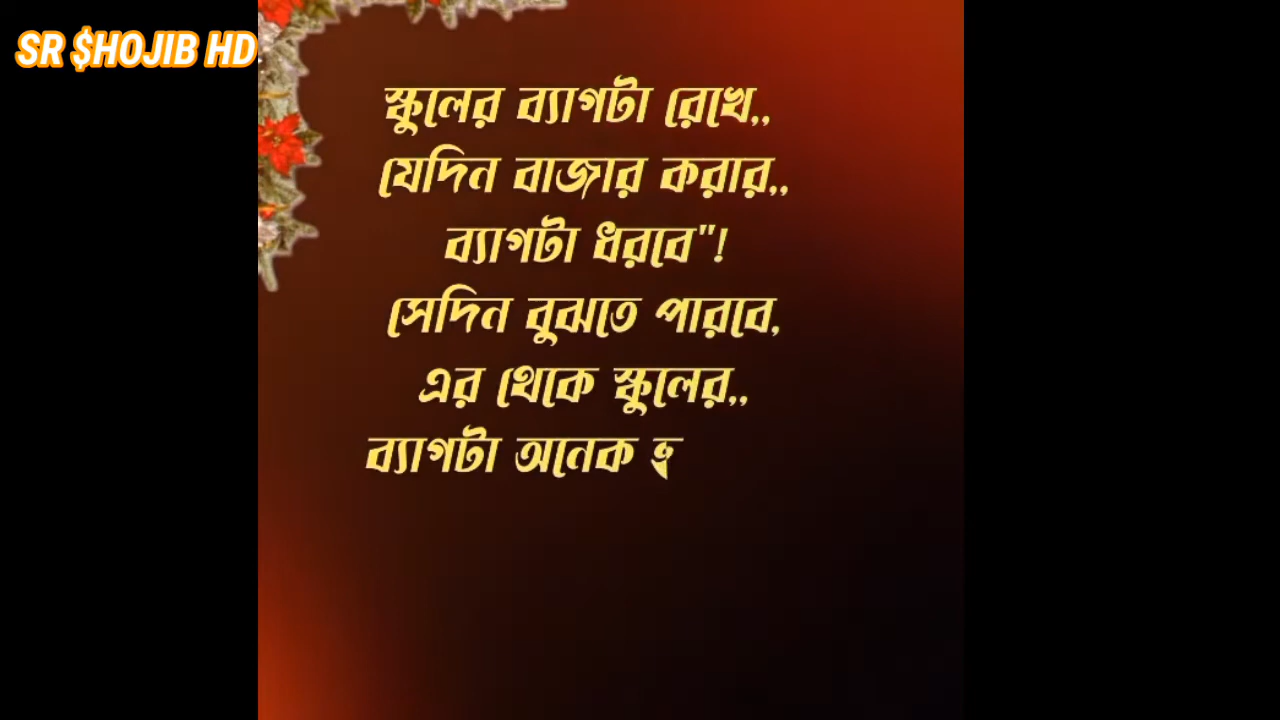 SR $HOJIB HD
স্কুলের ব্যাগটা রেখে,,
যেদিন বাজার করার,,
ব্যাগটা ধরবে"!
সেদিন বুঝতে পারবে,
এর থেকে স্কুলের,,
ব্যাগটা অনেক